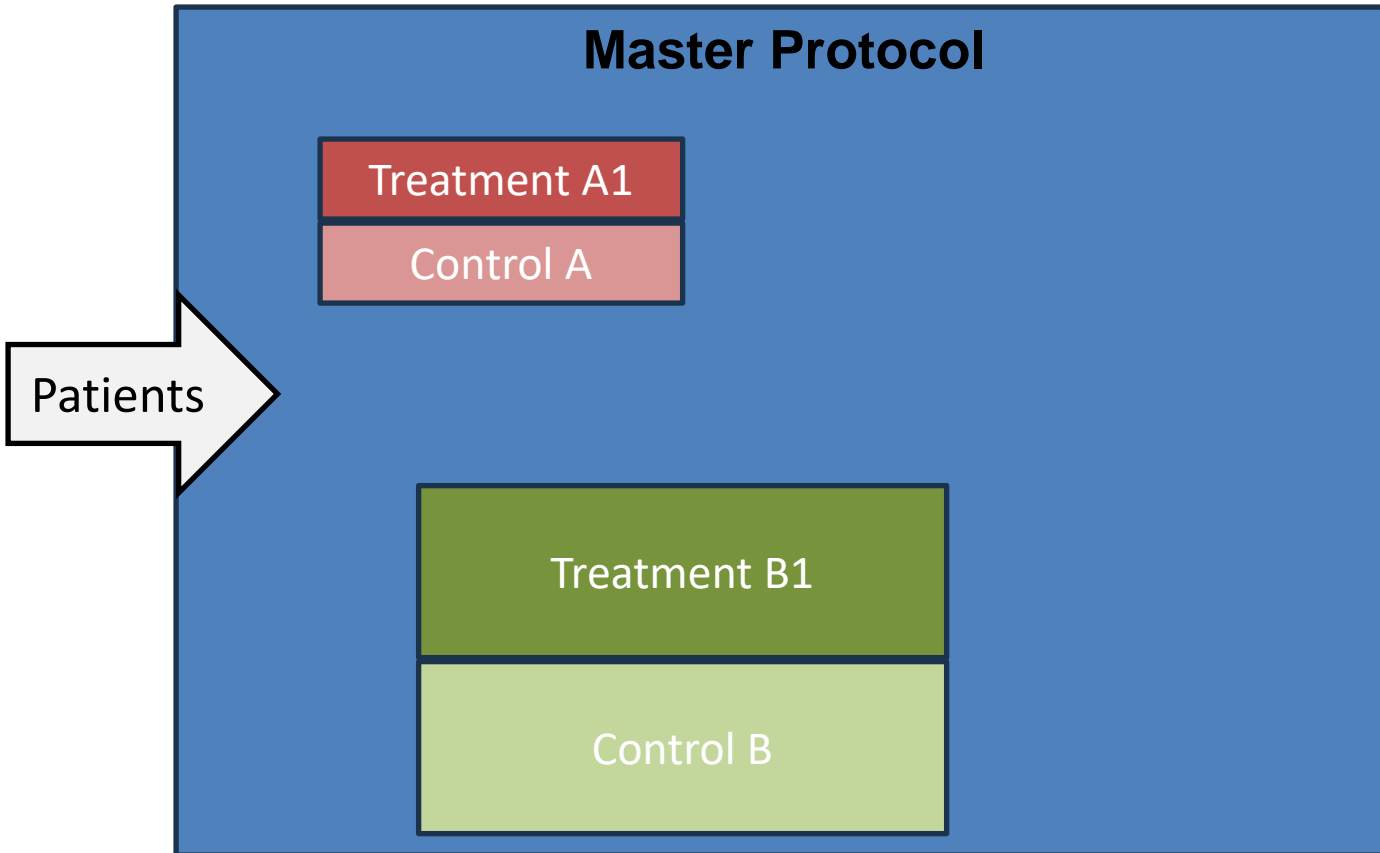 Master Protocol
Treatment A1
Control A
Patients
Treatment B1
Control B